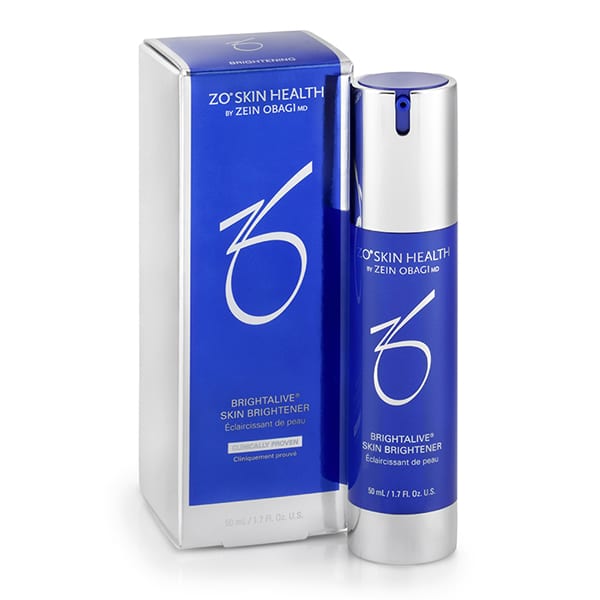 BRIGHTENING
ZO® SKIN HEALTH
BY ZEIN OBAGI MD
BRIGHTALIVE®
SKIN BRIGHTENER
Éclaircissant de peau
CLINICALLY PROVEN
Cliniquement prouvé
50 mL / 1.7 Fl. Oz. U.S.
ZO® SKIN HEALTH
BY ZEIN OBAGI MD
BRIGHTALIVE®
SKIN BRIGHTENER
Éclaircissant de peau
50 mL / 1.7 Fl. Oz. U.S.